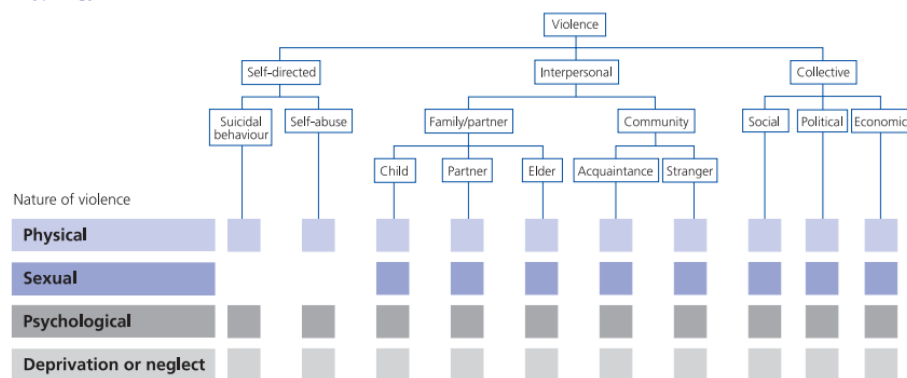 Violence
Self-directed Interpersonal Collective
Suicidal behaviour Self-abuse Family/partner Community Social Political Economic
Child Partner Elder Acquaintance Stranger
Nature of violence
Physical
Sexual
Psychological
Deprivation or neglect